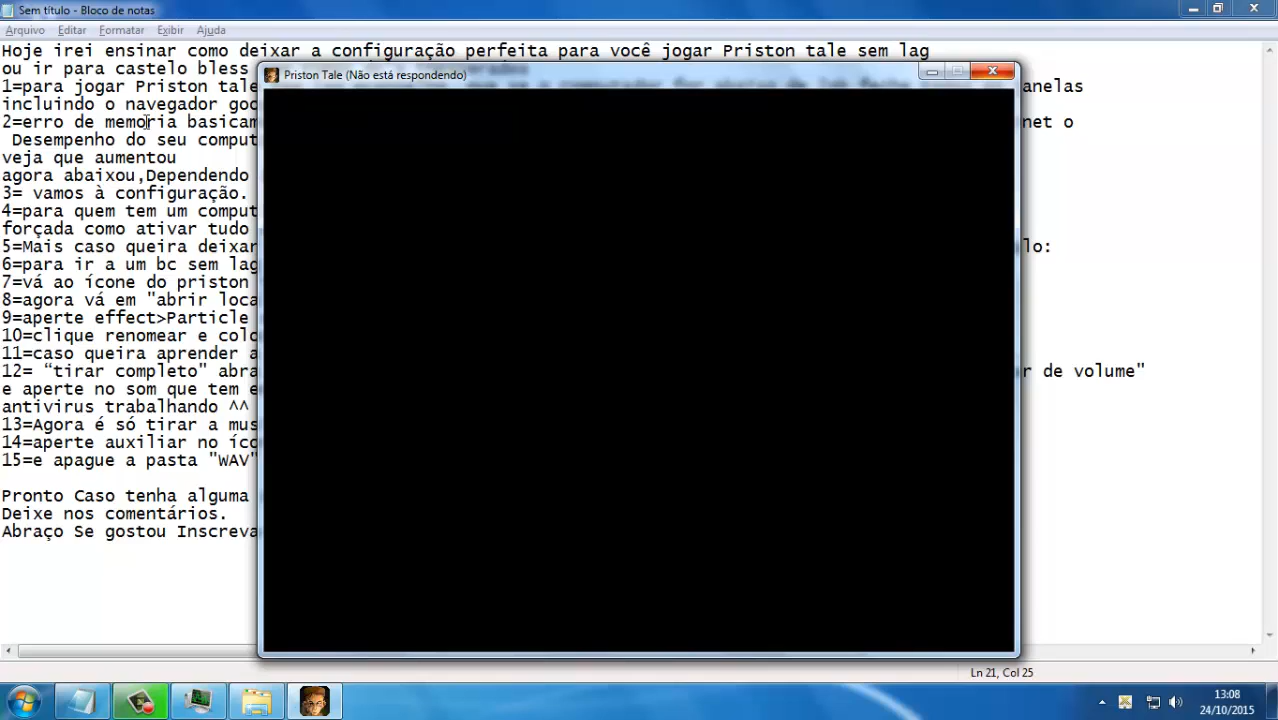 Sem título - Bloco de notas
Arquivo Editar Formatar Exibir Ajuda
Hoje irei ensinar como deixar a configuração perfeita para você jogar Priston tale sem lag
ou ir para castelo bless
Priston Tale (Não está respondendo)
1=para jogar Priston tale anelas
incluindo o navegador goo
2=erro de memoria basicam net o
Desempenho do seu comput
veja que aumentou
agora abaixou,Dependendo
3= vamos à configuração.
4=para quem tem um comput
forçada como ativar tudo
5=Mais caso queira deixar lo:
6=para ir a um bc sem lag
7=vá ao ícone do priston
8=agora vá em "abrir loca
9=aperte effect>Particle
10=clique renomear e colo
11=caso queira aprender a
12= “tirar completo" abra r de volume"
e aperte no som que tem e
antivirus trabalhando ^^
13=Agora é só tirar a mus
14=aperte auxiliar no íco
15=e apague a pasta "WAV"
Pronto Caso tenha alguma
Deixe nos comentários.
Abraço Se gostou Inscreva
Ln 21, Col 25
13:08
24/10/2015